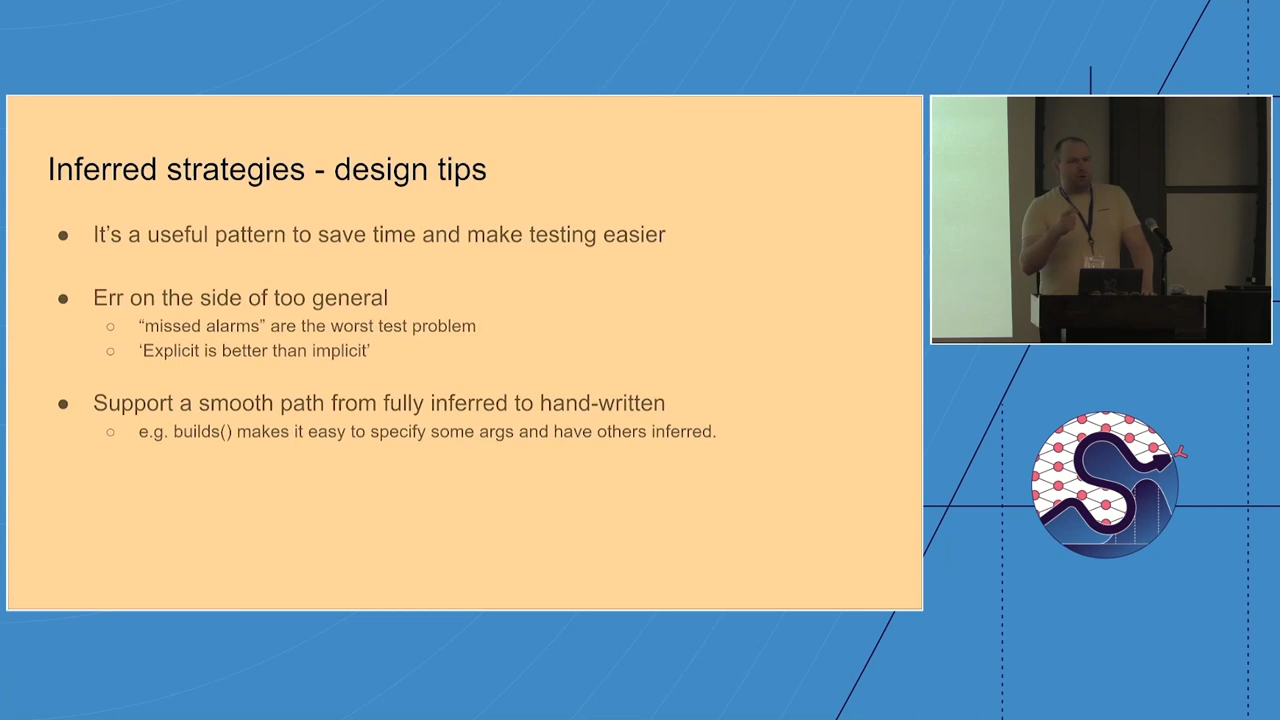 Inferred strategies - design tips
● It’s a useful pattern to save time and make testing easier
● Err on the side of too general
○ “missed alarms” are the worst test problem
○ ‘Explicit is better than implicit’
● Support a smooth path from fully inferred to hand-written
○ e.g. builds() makes it easy to specify some args and have others inferred.